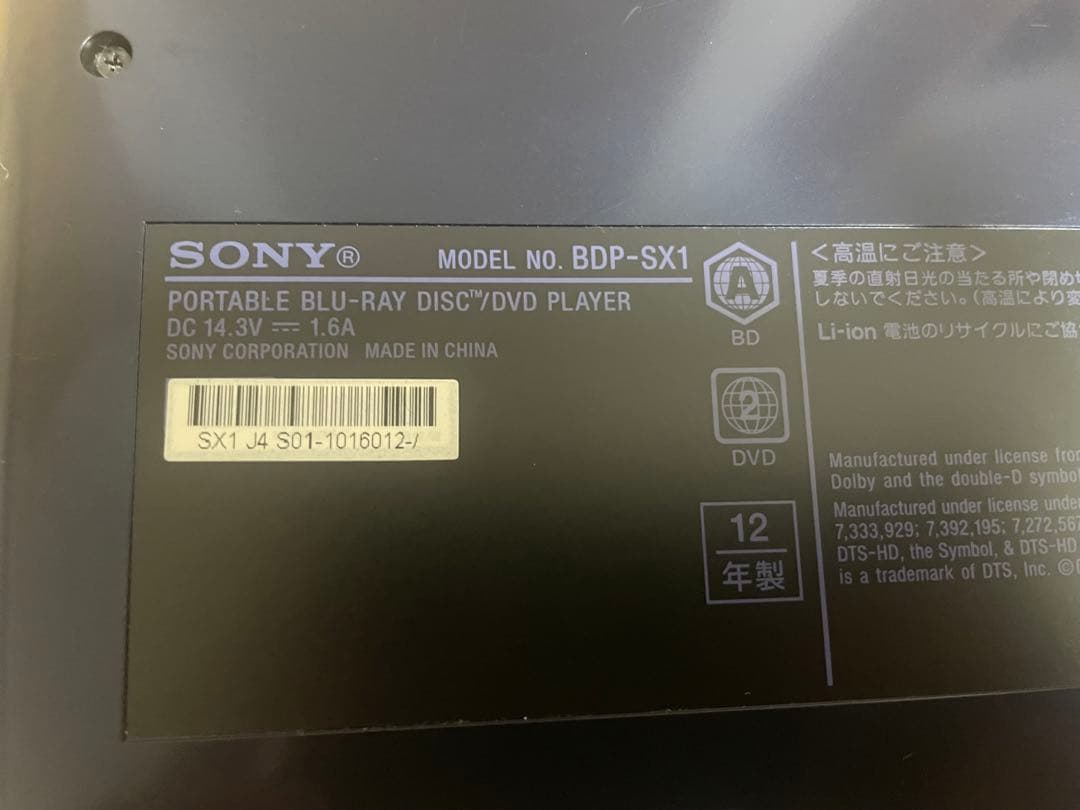 SONY®
MODEL NO. BDP-SX1
PORTABLE BLU-RAY DISC™/DVD PLAYER
DC 14.3V ⎓ 1.6A
SONY CORPORATION MADE IN CHINA
SX1 J4 S01-1016012-
A
BD
2
DVD
12
年製
<高温にご注意>
夏季の直射日光の当たる所や閉め
しないでください。(高温により変
Li-ion 電池のリサイクルにご協
Manufactured under license from
Dolby and the double-D symbol
Manufactured under license under
7,333,929; 7,392,195; 7,272,567
DTS-HD, the Symbol, & DTS-HD
is a trademark of DTS, Inc. ©